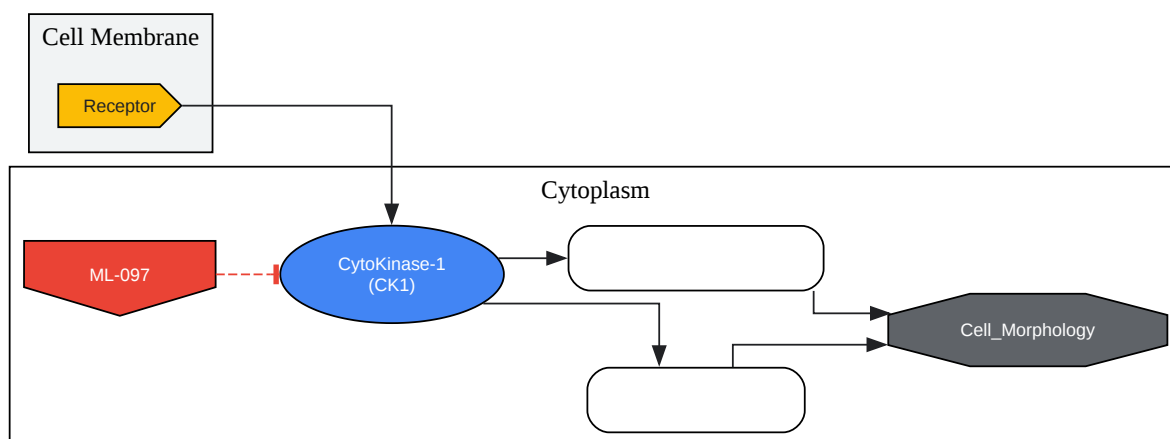 Cell Membrane
Receptor
Cytoplasm
ML-097
CytoKinase-1
(CK1)
Cell_Morphology